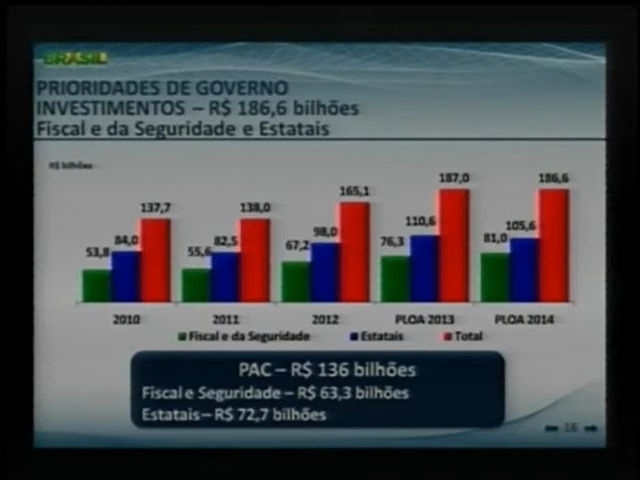 BRASIL
PRIORIDADES DE GOVERNO
INVESTIMENTOS – R$ 186,6 bilhões
Fiscal e da Seguridade e Estatais
R$ bilhões
53,8 84,0 137,7
55,6 82,5 138,0
67,2 98,0 165,1
76,3 110,6 187,0
81,0 105,6 186,6
2010 2011 2012 PLOA 2013 PLOA 2014
Fiscal e da Seguridade Estatais Total
PAC – R$ 136 bilhões
Fiscal e Seguridade – R$ 63,3 bilhões
Estatais – R$ 72,7 bilhões
16